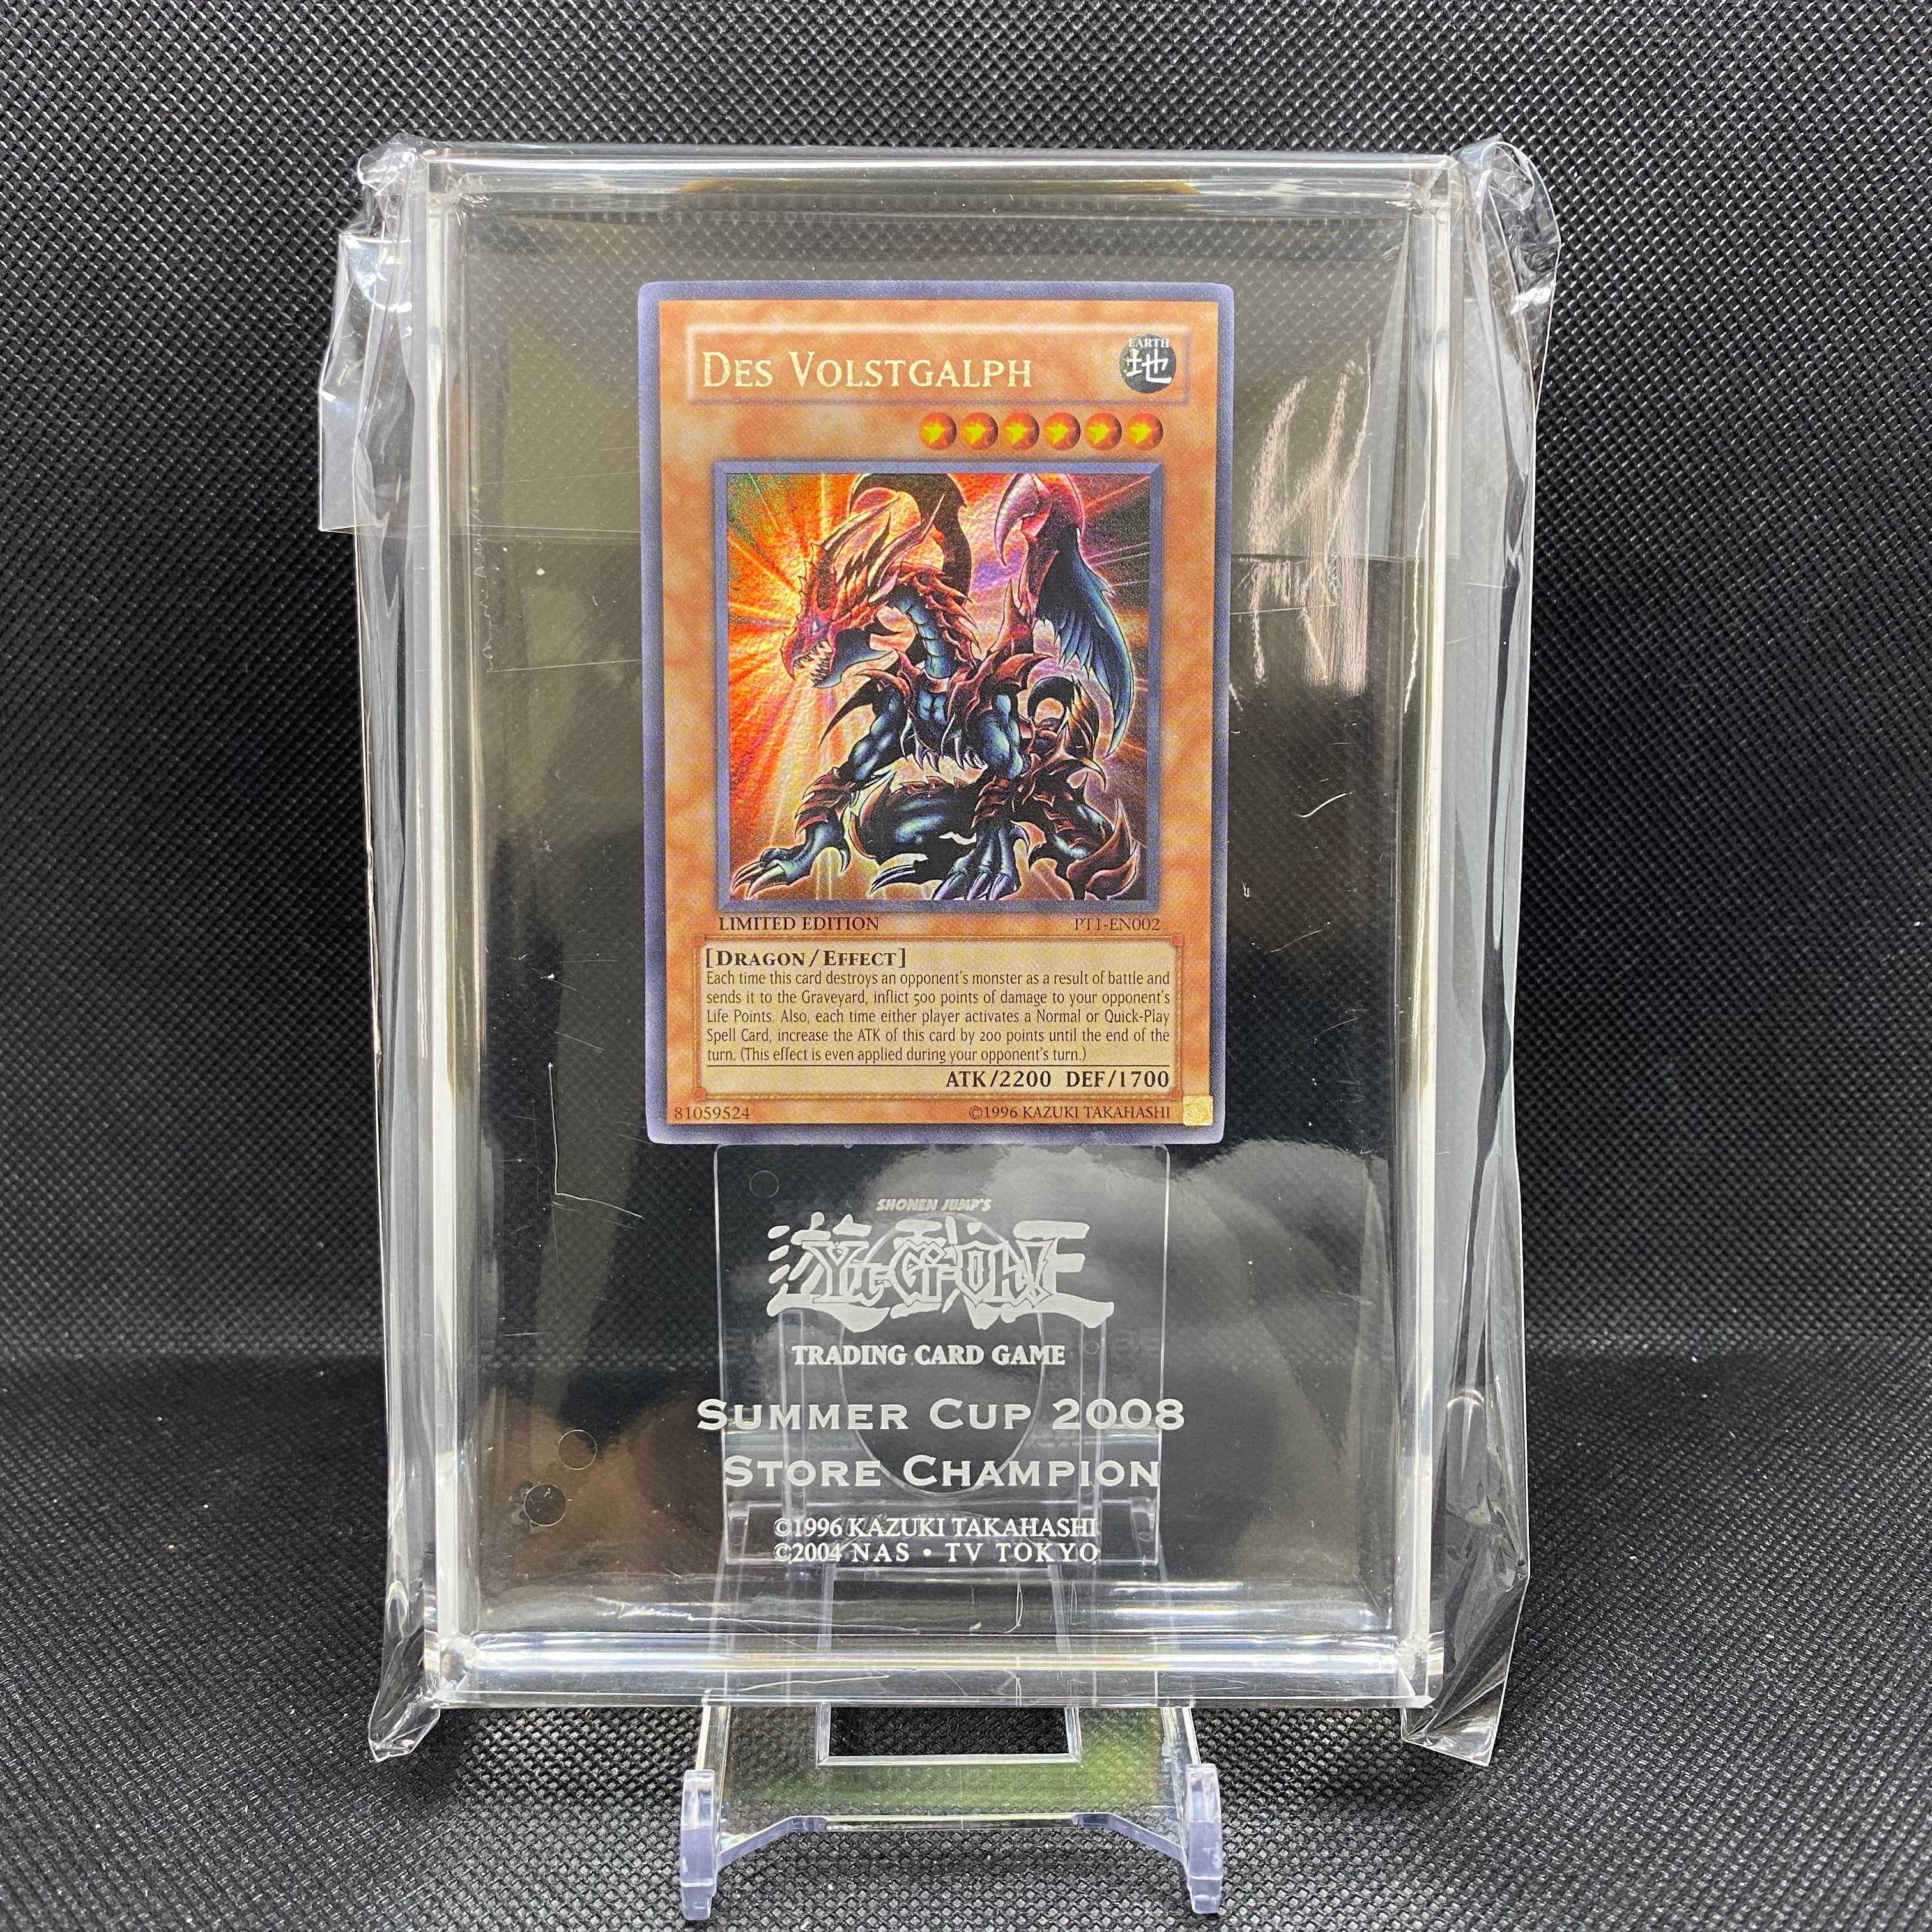 DES VOLSTGALPH
EARTH
地
LIMITED EDITION PT1-EN002
[DRAGON/EFFECT]
Each time this card destroys an opponent's monster as a result of battle and
sends it to the Graveyard, inflict 500 points of damage to your opponent's
Life Points. Also, each time either player activates a Normal or Quick-Play
Spell Card, increase the ATK of this card by 200 points until the end of the
turn. (This effect is even applied during your opponent's turn.)
ATK/2200 DEF/1700
81059524 ©1996 KAZUKI TAKAHASHI
SHONEN JUMP'S
遊戯王
Yu-Gi-Oh!
TRADING CARD GAME
SUMMER CUP 2008
STORE CHAMPION
©1996 KAZUKI TAKAHASHI
©2004 NAS • TV TOKYO